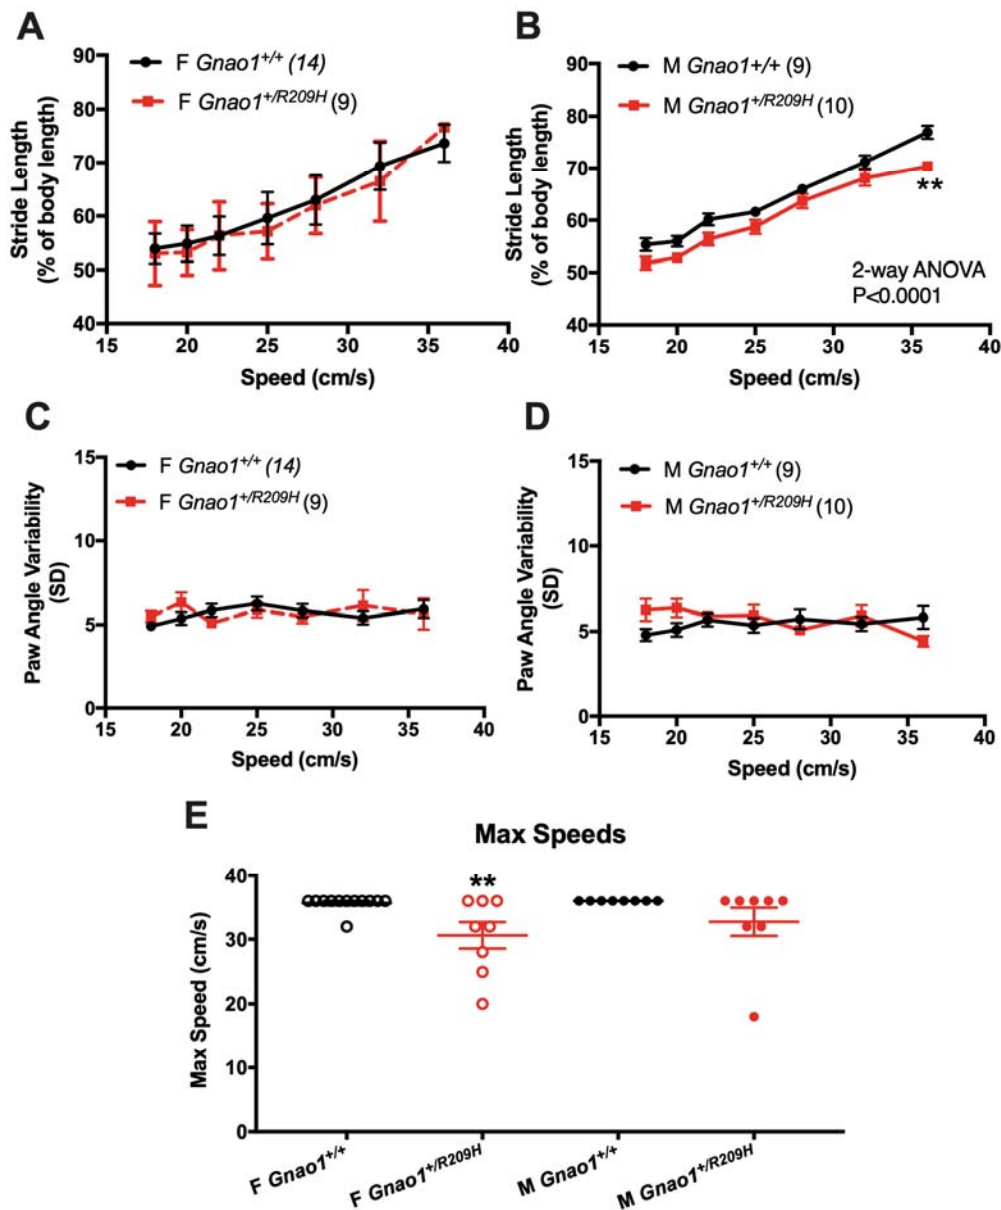 A
F Gnao1+/+ (14)
F Gnao1+/R209H (9)
Stride Length
(% of body length)
90
80
70
60
50
40
15 20 25 30 35 40
Speed (cm/s)
B
M Gnao1+/+ (9)
M Gnao1+/R209H (10)
Stride Length
(% of body length)
90
80
70
60
50
40
**
2-way ANOVA
P<0.0001
15 20 25 30 35 40
Speed (cm/s)
C
F Gnao1+/+ (14)
F Gnao1+/R209H (9)
Paw Angle Variability
(SD)
15
10
5
0
15 20 25 30 35 40
Speed (cm/s)
D
M Gnao1+/+ (9)
M Gnao1+/R209H (10)
Paw Angle Variability
(SD)
15
10
5
0
15 20 25 30 35 40
Speed (cm/s)
E
Max Speeds
Max Speed (cm/s)
40
30
20
10
0
**
F Gnao1+/+
F Gnao1+/R209H
M Gnao1+/+
M Gnao1+/R209H